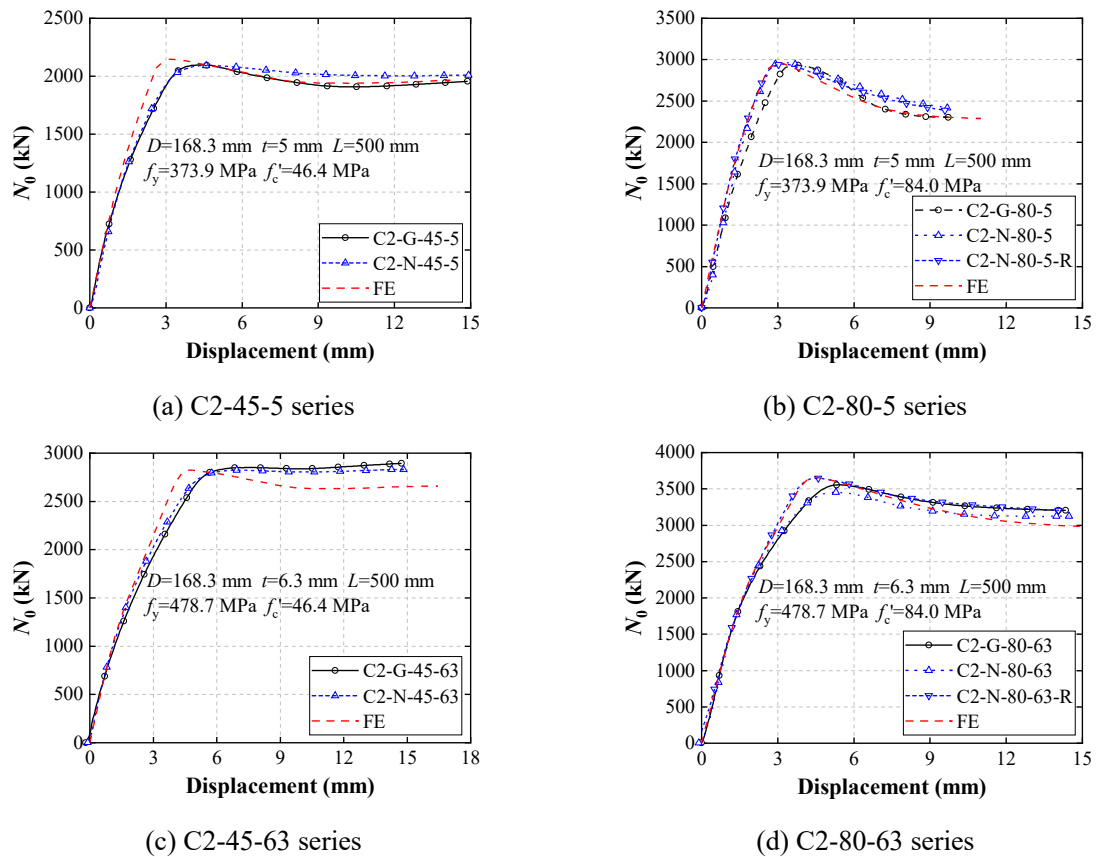 2500
2000
1500
1000
500
0
N₀ (kN)
D=168.3 mm t=5 mm L=500 mm
fy=373.9 MPa fc'=46.4 MPa
C2-G-45-5
C2-N-45-5
FE
0 3 6 9 12 15
Displacement (mm)
(a) C2-45-5 series
3500
3000
2500
2000
1500
1000
500
0
N₀ (kN)
D=168.3 mm t=5 mm L=500 mm
fy=373.9 MPa fc'=84.0 MPa
C2-G-80-5
C2-N-80-5
C2-N-80-5-R
FE
0 3 6 9 12 15
Displacement (mm)
(b) C2-80-5 series
3000
2500
2000
1500
1000
500
0
N₀ (kN)
D=168.3 mm t=6.3 mm L=500 mm
fy=478.7 MPa fc'=46.4 MPa
C2-G-45-63
C2-N-45-63
FE
0 3 6 9 12 15 18
Displacement (mm)
(c) C2-45-63 series
4000
3500
3000
2500
2000
1500
1000
500
0
N₀ (kN)
D=168.3 mm t=6.3 mm L=500 mm
fy=478.7 MPa fc'=84.0 MPa
C2-G-80-63
C2-N-80-63
C2-N-80-63-R
FE
0 3 6 9 12 15
Displacement (mm)
(d) C2-80-63 series